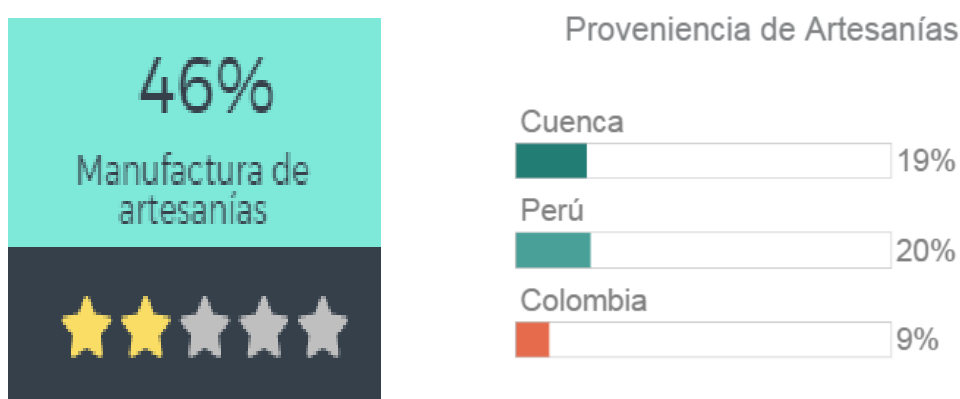 46%
Manufactura de
artesanías
Proveniencia de Artesanías
Cuenca
19%
Perú
20%
Colombia
9%